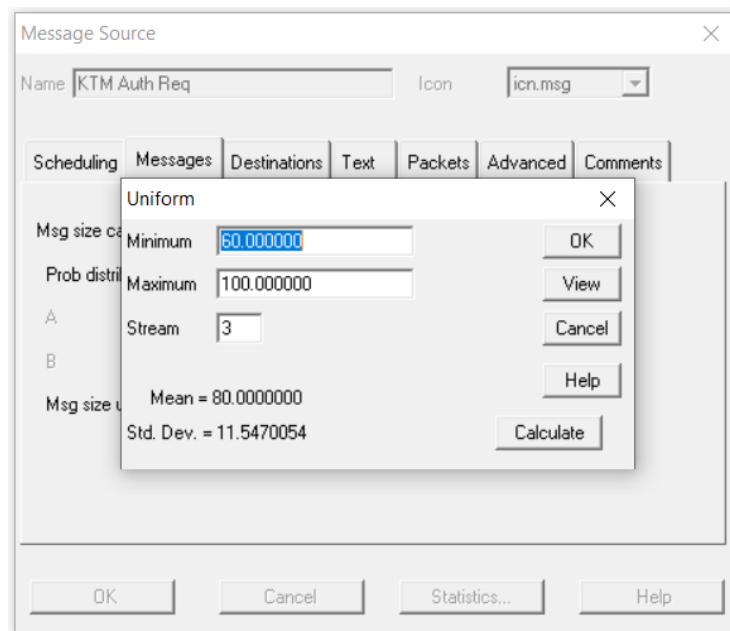 Message Source
Name KTM Auth Req Icon icn.msg
Scheduling Messages Destinations Text Packets Advanced Comments
Uniform
Msg size
Minimum 60.000000 OK
Prob
Maximum 100.000000 View
A
Stream 3 Cancel
B
Help
Msg size
Mean = 80.0000000
Std. Dev. = 11.5470054 Calculate
OK Cancel Statistics... Help